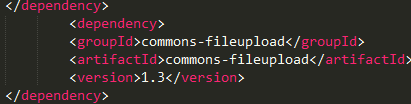 </dependency>
<dependency>
<groupId>commons-fileupload</groupId>
<artifactId>commons-fileupload</artifactId>
<version>1.3</version>
</dependency>